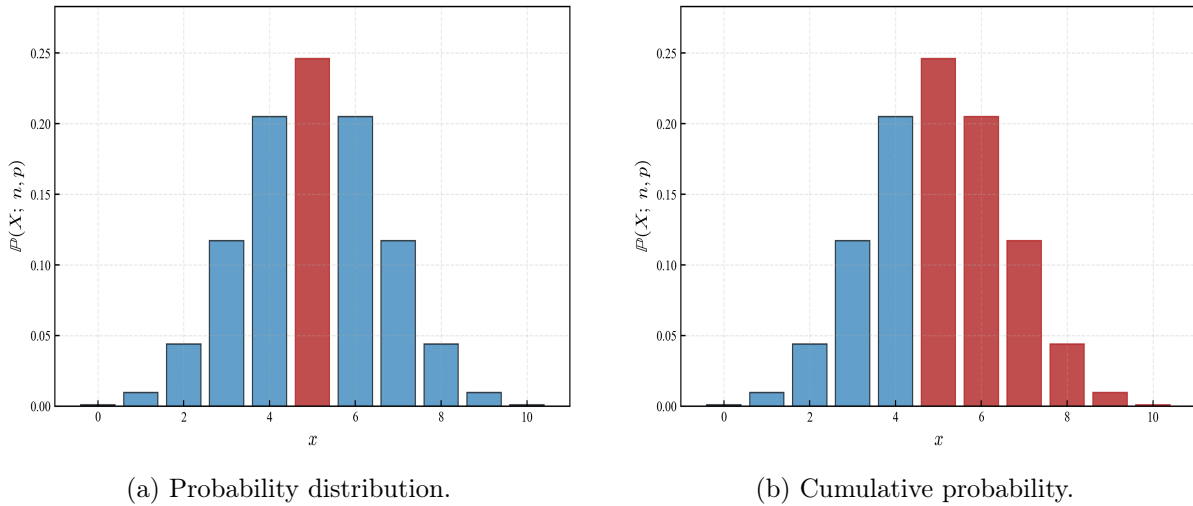 0.25
0.20
0.15
0.10
0.05
0.00
0 2 4 6 8 10
ℙ(X; n, p)
x
(a) Probability distribution.
0.25
0.20
0.15
0.10
0.05
0.00
0 2 4 6 8 10
ℙ(X; n, p)
x
(b) Cumulative probability.